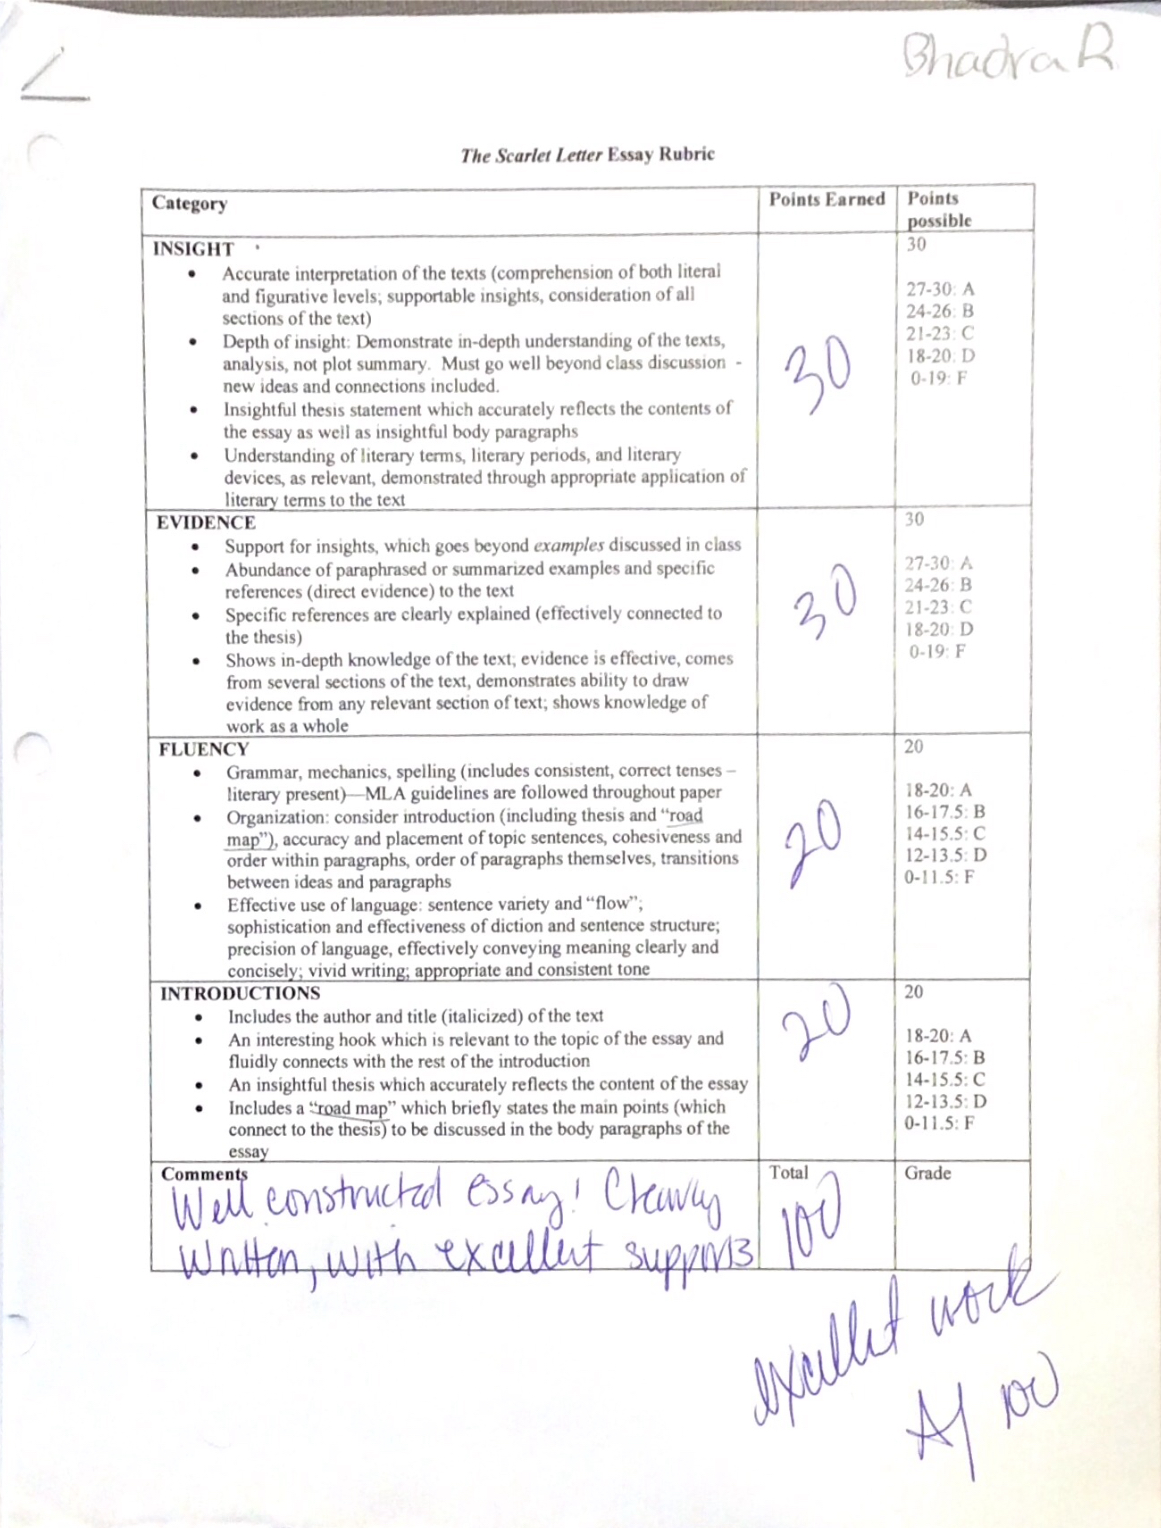 Bhadra R
The Scarlet Letter Essay Rubric
Category
Points Earned
Points
possible
INSIGHT
• Accurate interpretation of the texts (comprehension of both literal
and figurative levels; supportable insights, consideration of all
sections of the text)
• Depth of insight: Demonstrate in-depth understanding of the texts,
analysis, not plot summary. Must go well beyond class discussion -
new ideas and connections included.
• Insightful thesis statement which accurately reflects the contents of
the essay as well as insightful body paragraphs
• Understanding of literary terms, literary periods, and literary
devices, as relevant, demonstrated through appropriate application of
literary terms to the text
30
30
27-30: A
24-26: B
21-23: C
18-20: D
0-19: F
EVIDENCE
• Support for insights, which goes beyond examples discussed in class
• Abundance of paraphrased or summarized examples and specific
references (direct evidence) to the text
• Specific references are clearly explained (effectively connected to
the thesis)
• Shows in-depth knowledge of the text; evidence is effective, comes
from several sections of the text, demonstrates ability to draw
evidence from any relevant section of text; shows knowledge of
work as a whole
30
30
27-30: A
24-26: B
21-23: C
18-20: D
0-19: F
FLUENCY
• Grammar, mechanics, spelling (includes consistent, correct tenses –
literary present)—MLA guidelines are followed throughout paper
• Organization: consider introduction (including thesis and “road
map”), accuracy and placement of topic sentences, cohesiveness and
order within paragraphs, order of paragraphs themselves, transitions
between ideas and paragraphs
• Effective use of language: sentence variety and “flow”;
sophistication and effectiveness of diction and sentence structure;
precision of language, effectively conveying meaning clearly and
concisely; vivid writing; appropriate and consistent tone
20
20
18-20: A
16-17.5: B
14-15.5: C
12-13.5: D
0-11.5: F
INTRODUCTIONS
• Includes the author and title (italicized) of the text
• An interesting hook which is relevant to the topic of the essay and
fluidly connects with the rest of the introduction
• An insightful thesis which accurately reflects the content of the essay
• Includes a “road map” which briefly states the main points (which
connect to the thesis) to be discussed in the body paragraphs of the
essay
20
20
18-20: A
16-17.5: B
14-15.5: C
12-13.5: D
0-11.5: F
Comments
Well constructed essay! Clearly
written, with excellent supports
Total
100
Grade
excellent work
A/ 100